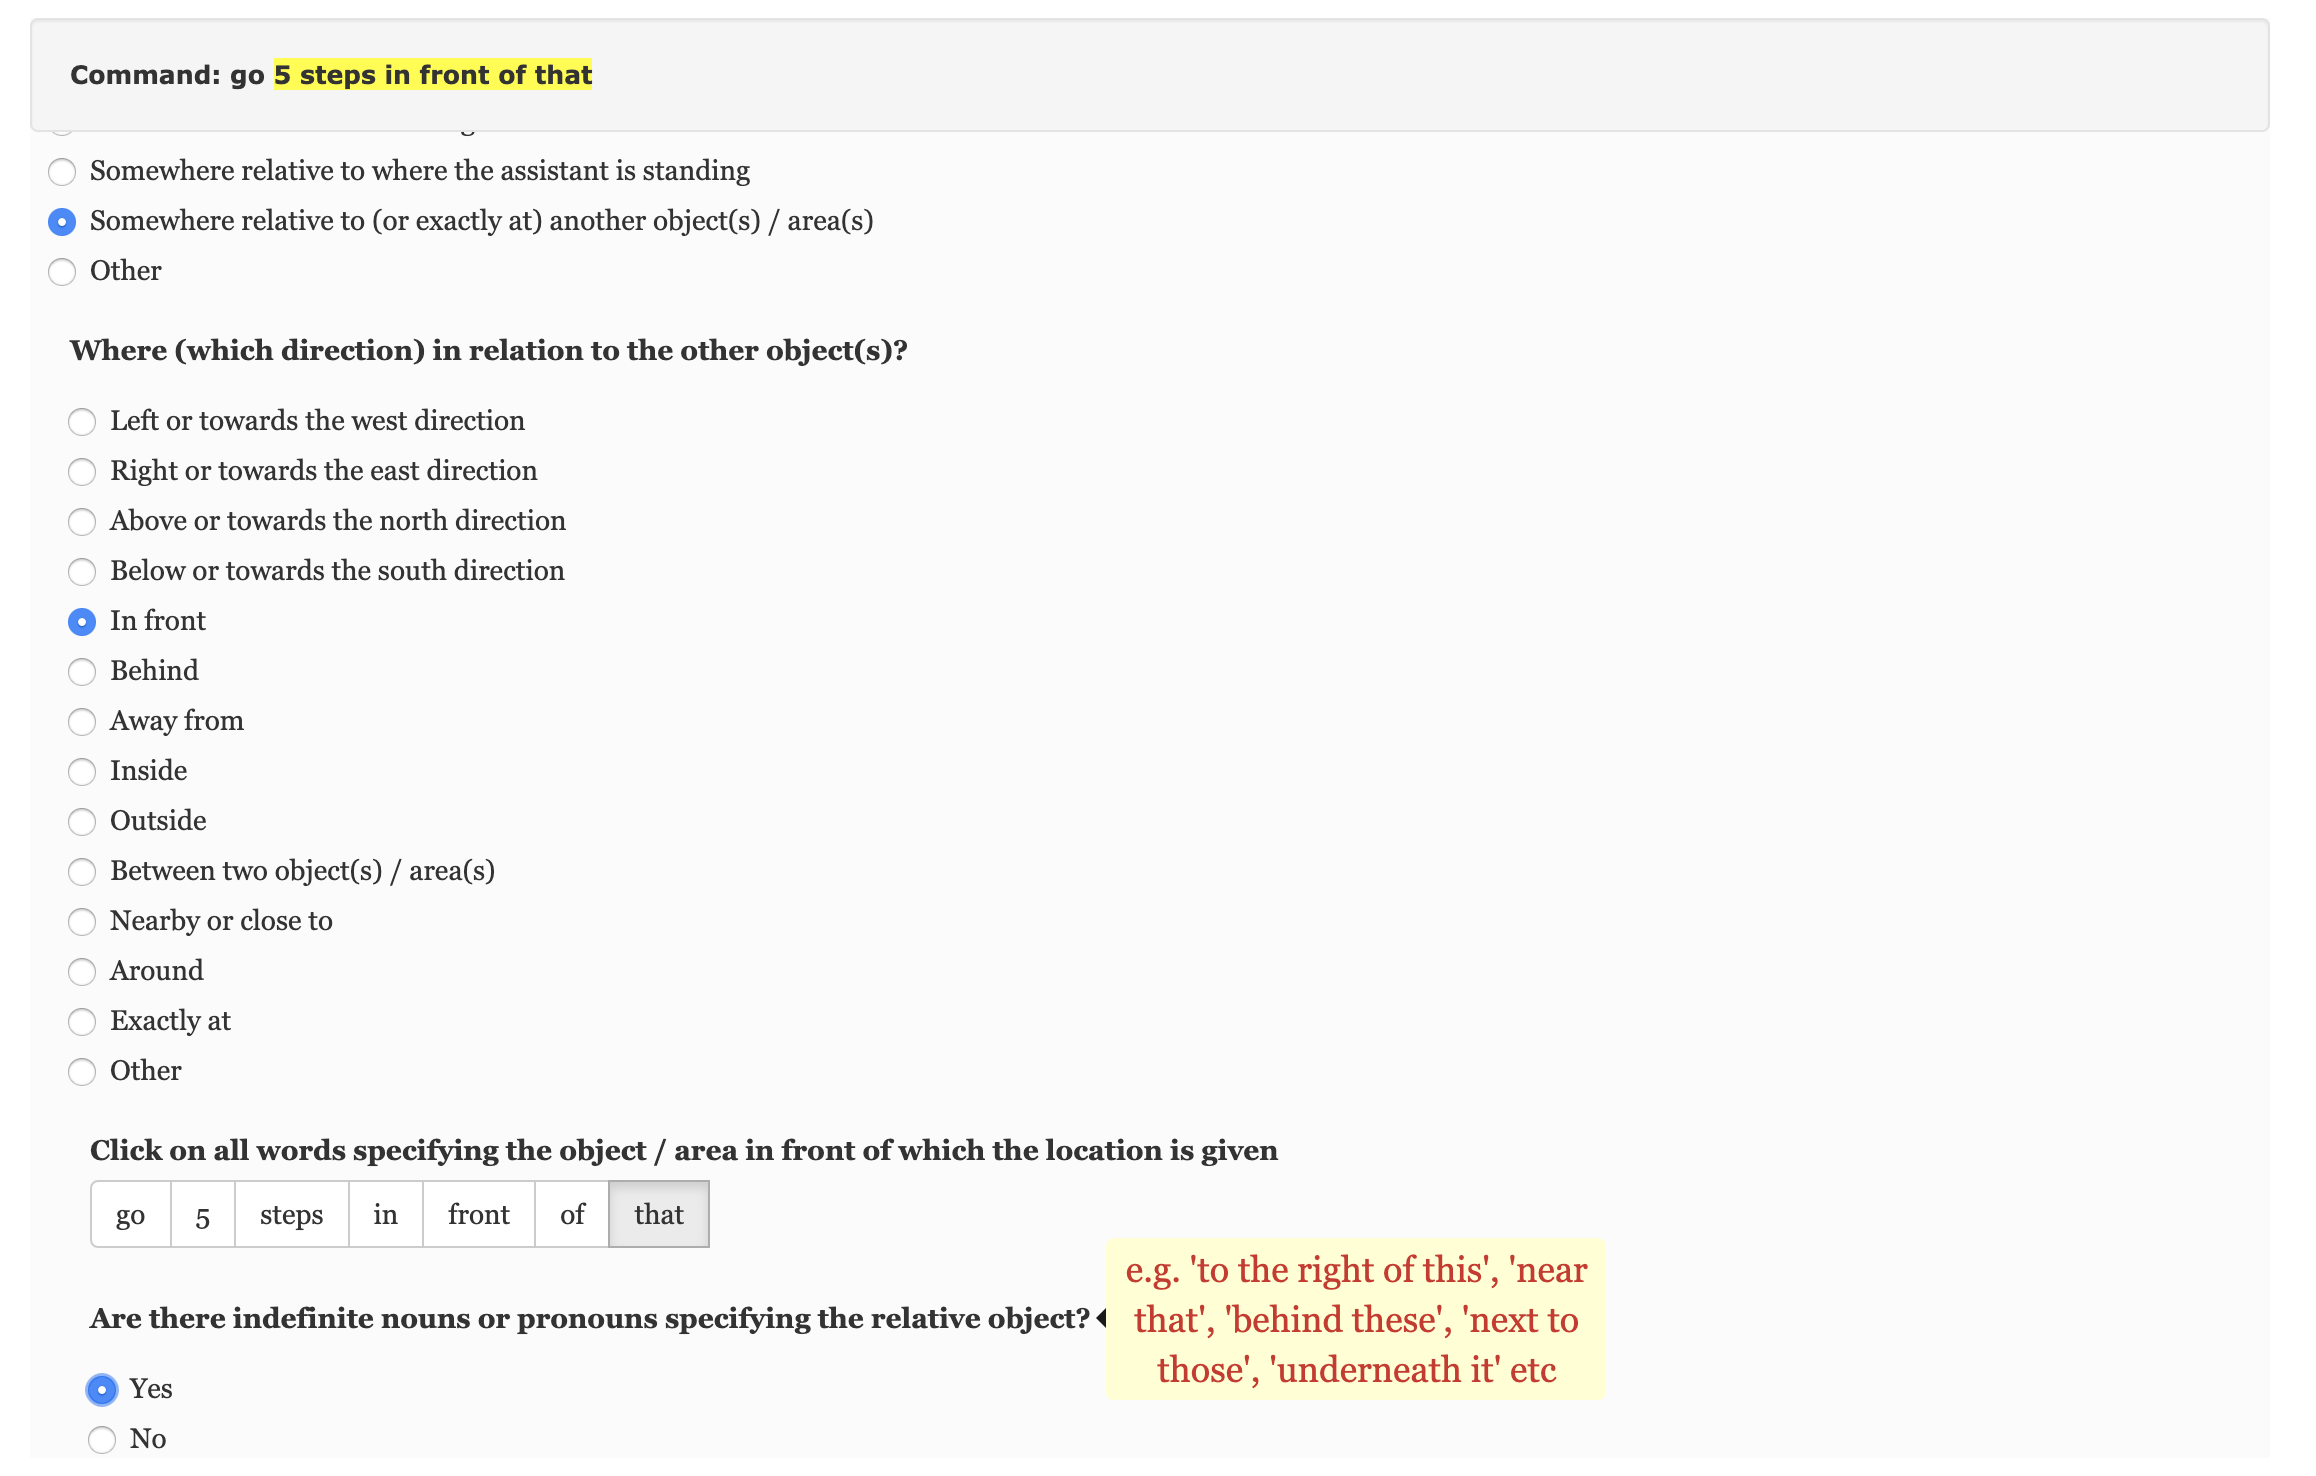 Command: go 5 steps in front of that
Somewhere relative to where the assistant is standing
Somewhere relative to (or exactly at) another object(s) / area(s)
Other
Where (which direction) in relation to the other object(s)?
Left or towards the west direction
Right or towards the east direction
Above or towards the north direction
Below or towards the south direction
In front
Behind
Away from
Inside
Outside
Between two object(s) / area(s)
Nearby or close to
Around
Exactly at
Other
Click on all words specifying the object / area in front of which the location is given
go 5 steps in front of that
Are there indefinite nouns or pronouns specifying the relative object?
e.g. 'to the right of this', 'near
that', 'behind these', 'next to
those', 'underneath it' etc
Yes
No